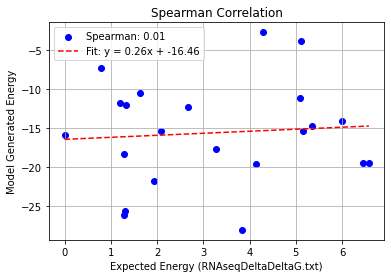 Spearman Correlation
Spearman: 0.01
Fit: y = 0.26x + -16.46
−5
−10
−15
−20
−25
Model Generated Energy
0 1 2 3 4 5 6
Expected Energy (RNAseqDeltaDeltaG.txt)